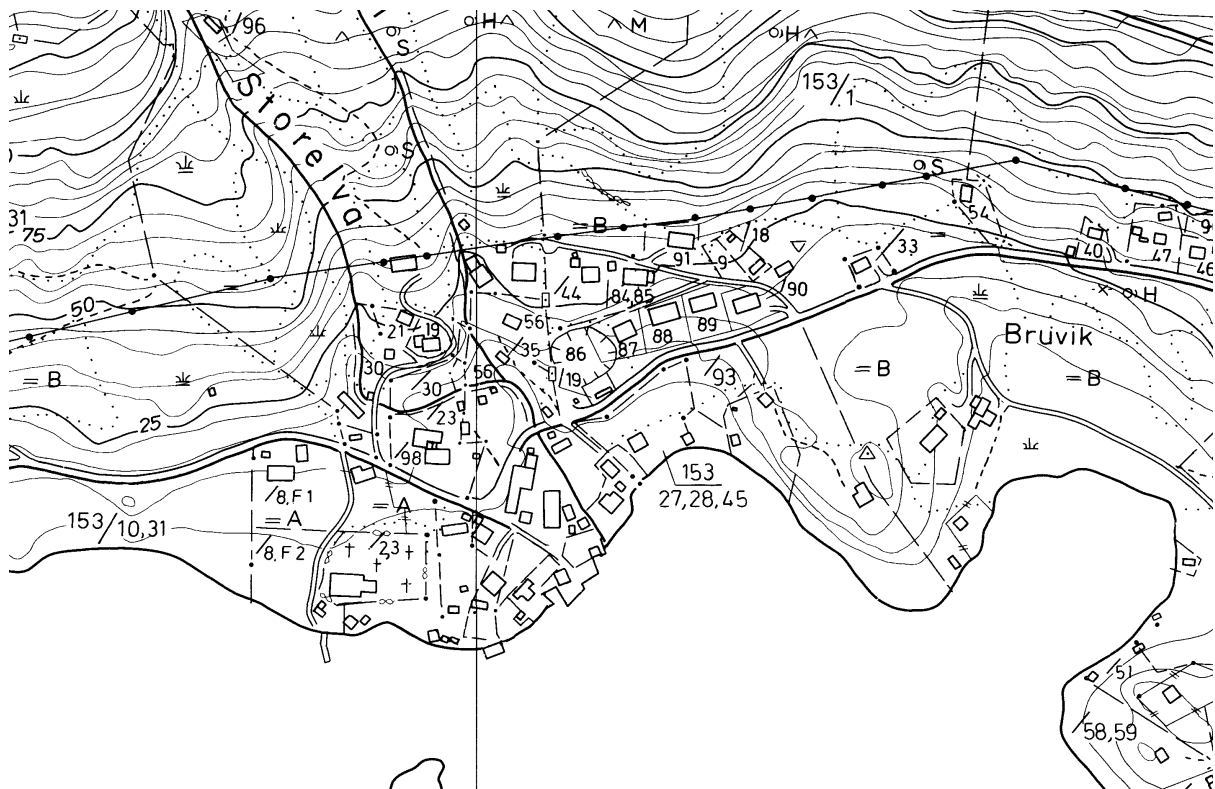 /96
H
M
H
S
153/1
Storelva
S
S
54
31
75
B
18
33
40
47
46
91
9
44
84,85
90
50
21
19
56
89
88
87
86
35
Bruvik
H
B
30
30
56
/19
/93
B
B
25
/23
/98
/8,F1
A
A
153
27,28,45
153/10,31
/8,F2
/23
/51
/58,59